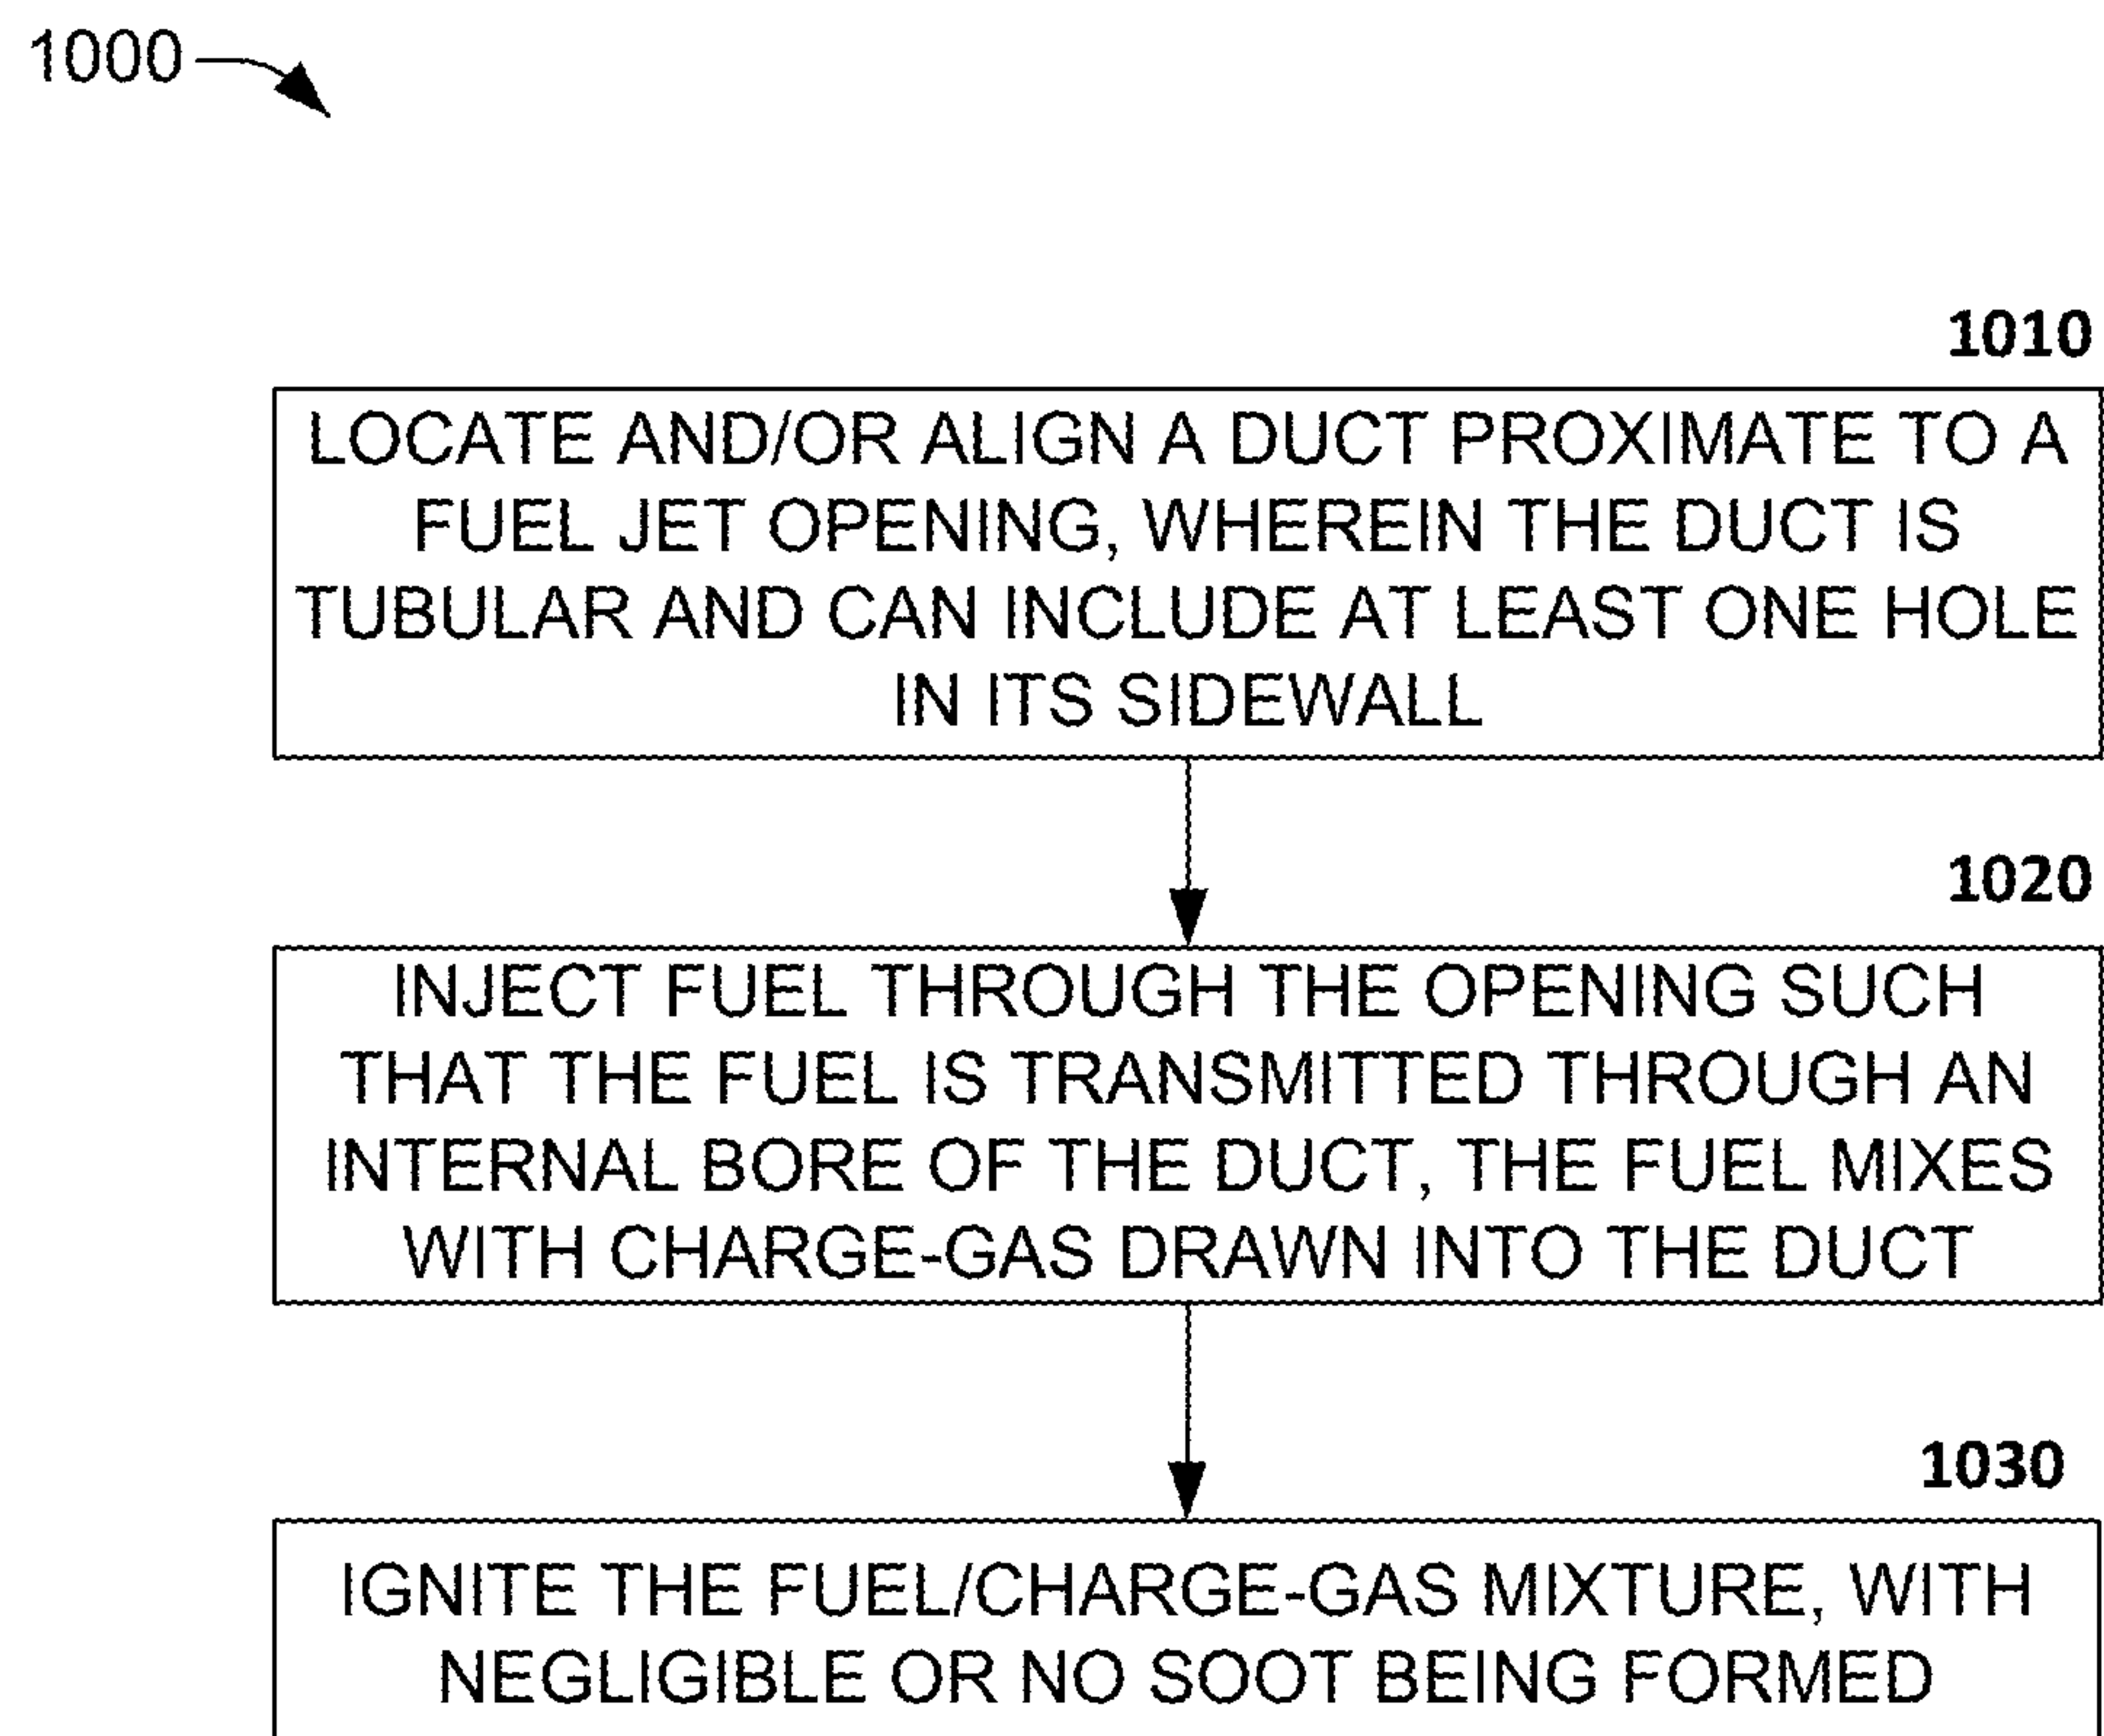 1000
1010
LOCATE AND/OR ALIGN A DUCT PROXIMATE TO A
FUEL JET OPENING, WHEREIN THE DUCT IS
TUBULAR AND CAN INCLUDE AT LEAST ONE HOLE
IN ITS SIDEWALL
1020
INJECT FUEL THROUGH THE OPENING SUCH
THAT THE FUEL IS TRANSMITTED THROUGH AN
INTERNAL BORE OF THE DUCT, THE FUEL MIXES
WITH CHARGE-GAS DRAWN INTO THE DUCT
1030
IGNITE THE FUEL/CHARGE-GAS MIXTURE, WITH
NEGLIGIBLE OR NO SOOT BEING FORMED